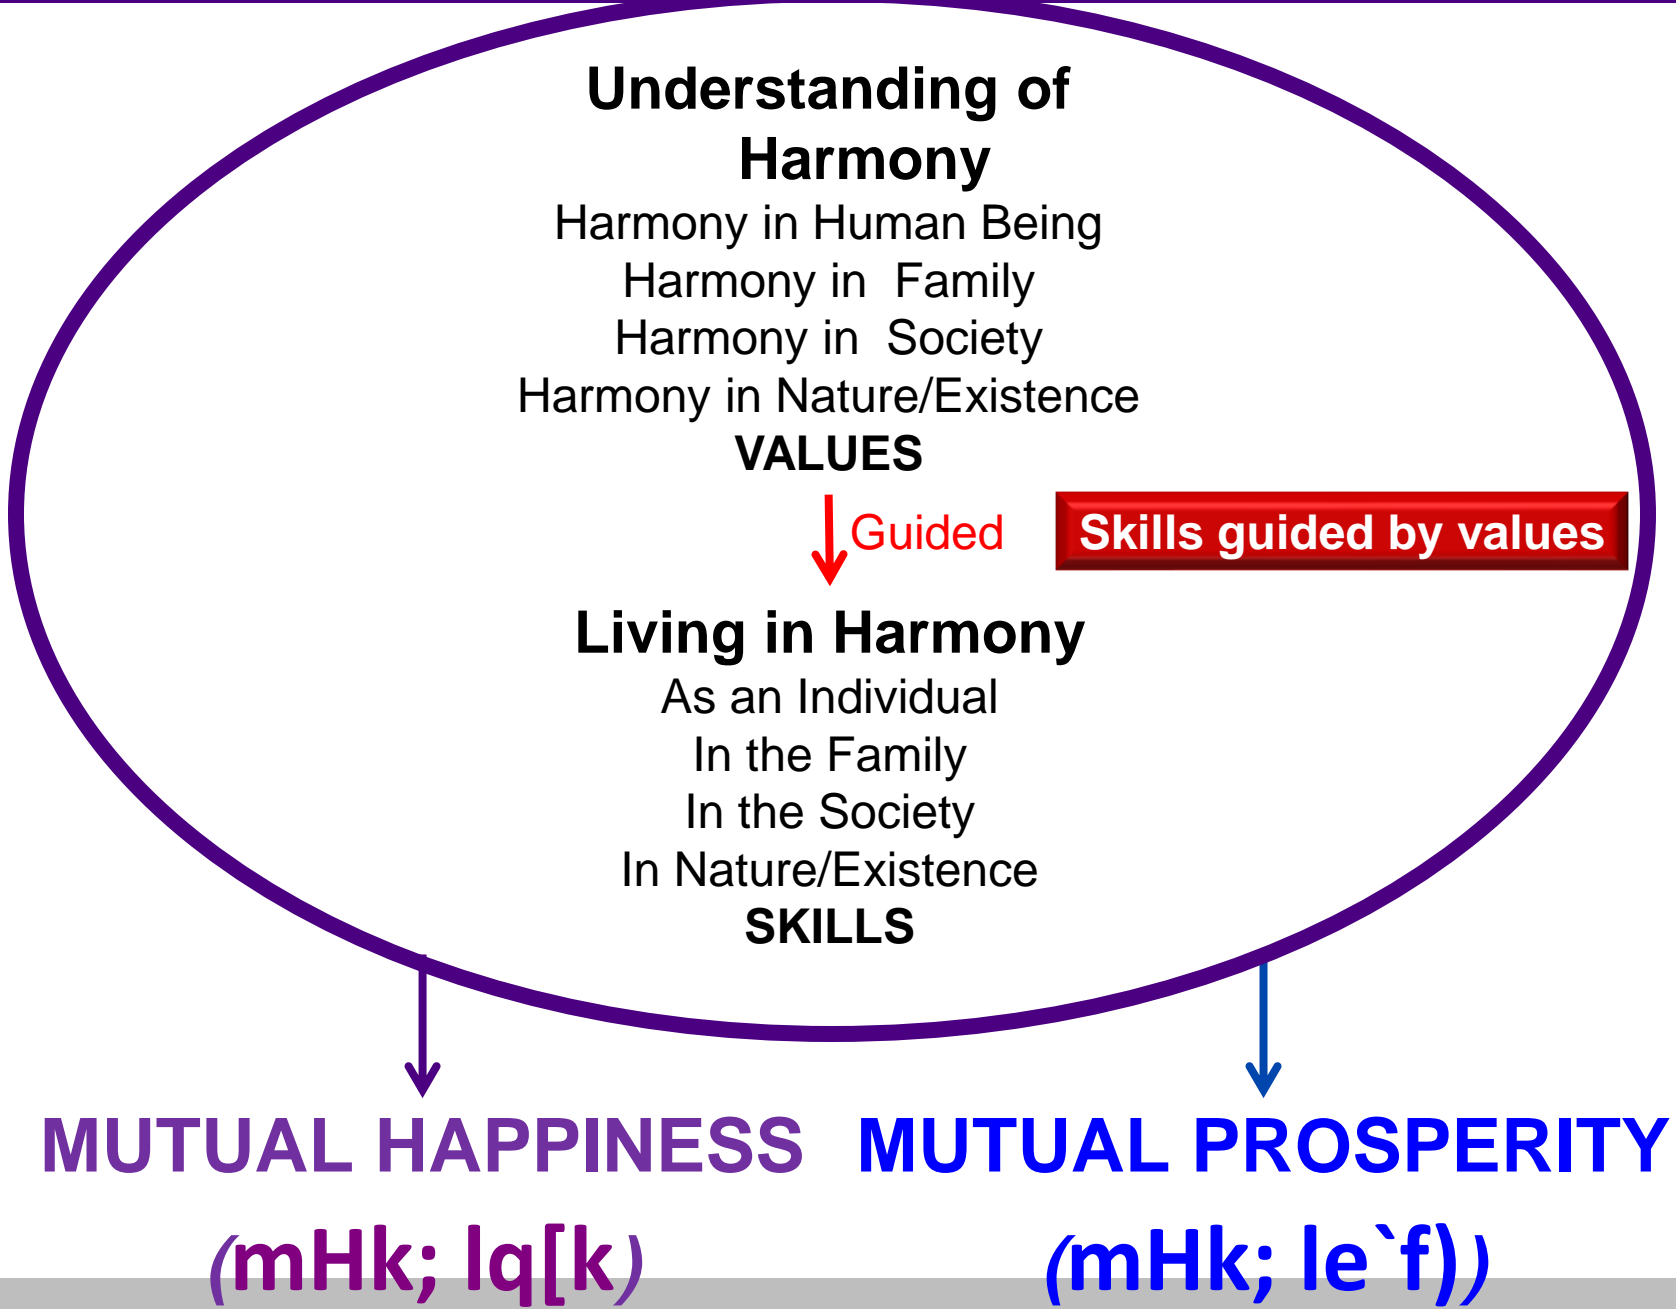 Understanding of
Harmony
Harmony in Human Being
Harmony in Family
Harmony in Society
Harmony in Nature/Existence
VALUES
Guided
Skills guided by values
Living in Harmony
As an Individual
In the Family
In the Society
In Nature/Existence
SKILLS
MUTUAL HAPPINESS
MUTUAL PROSPERITY
(mHk; lq[k)
(mHk; le`f))